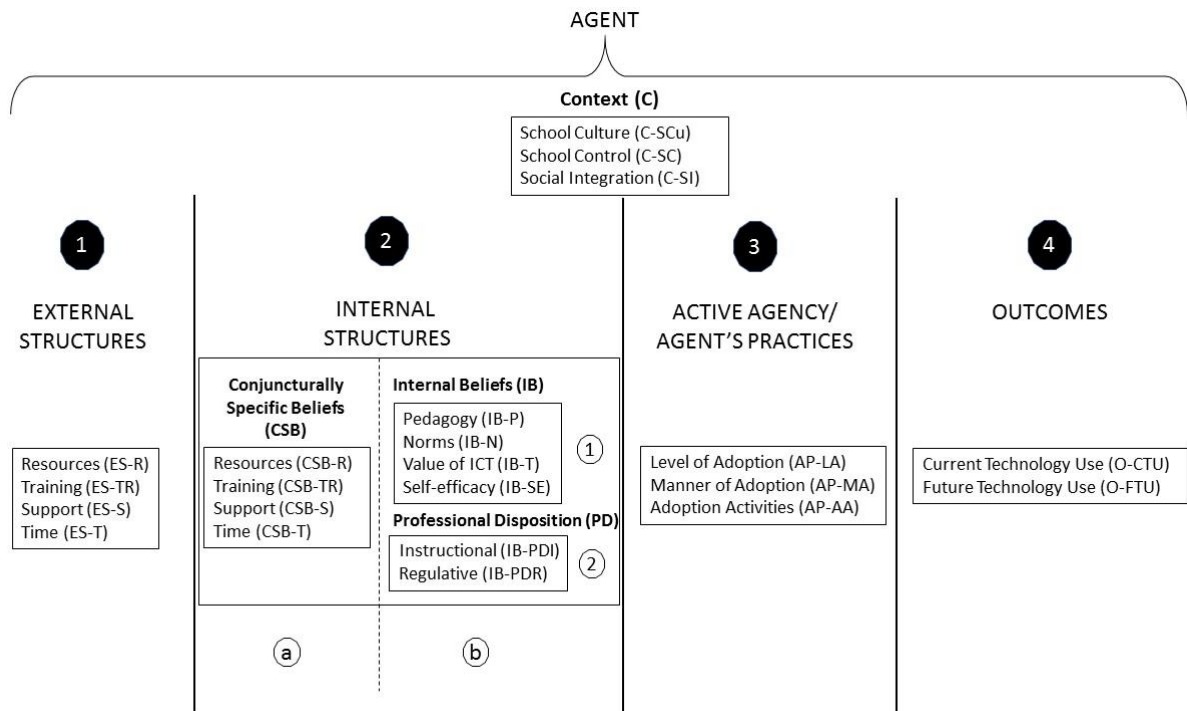 AGENT
Context (C)
School Culture (C-SCu)
School Control (C-SC)
Social Integration (C-SI)
1
EXTERNAL
STRUCTURES
Resources (ES-R)
Training (ES-TR)
Support (ES-S)
Time (ES-T)
2
INTERNAL
STRUCTURES
Conjuncturally
Specific Beliefs
(CSB)
Resources (CSB-R)
Training (CSB-TR)
Support (CSB-S)
Time (CSB-T)
a
Internal Beliefs (IB)
Pedagogy (IB-P)
Norms (IB-N)
Value of ICT (IB-T)
Self-efficacy (IB-SE)
1
Professional Disposition (PD)
Instructional (IB-PDI)
Regulative (IB-PDR)
2
b
3
ACTIVE AGENCY/
AGENT'S PRACTICES
Level of Adoption (AP-LA)
Manner of Adoption (AP-MA)
Adoption Activities (AP-AA)
4
OUTCOMES
Current Technology Use (O-CTU)
Future Technology Use (O-FTU)